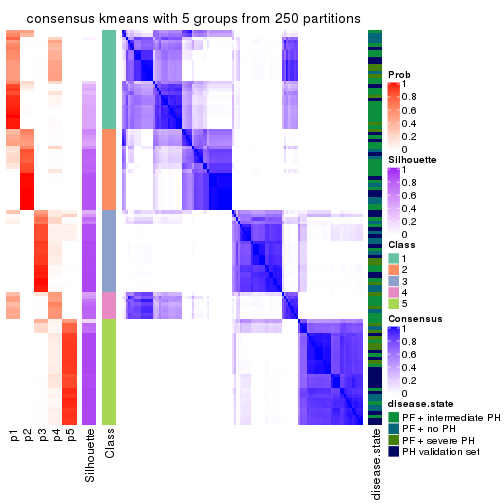 consensus kmeans with 5 groups from 250 partitions
Prob
1
0.8
0.6
0.4
0.2
0
Silhouette
1
0.8
0.6
0.4
0.2
0
Class
1
2
3
4
5
Consensus
1
0.8
0.6
0.4
0.2
0
disease.state
PF + intermediate PH
PF + no PH
PF + severe PH
PH validation set
p1
p2
p3
p4
p5
Silhouette
Class
disease.state